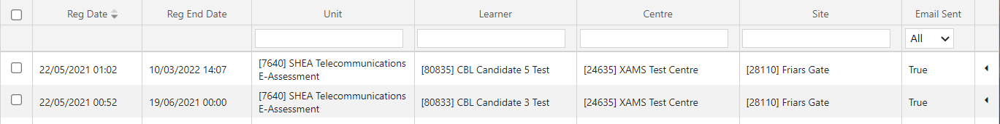 Reg Date Reg End Date Unit Learner Centre Site Email Sent
All
[7640] SHEA Telecommunications
22/05/2021 01:02 10/03/2022 14:07 [80835] CBL Candidate 5 Test [24635] XAMS Test Centre [28110] Friars Gate True
E-Assessment
[7640] SHEA Telecommunications
22/05/2021 00:52 19/06/2021 00:00 [80833] CBL Candidate 3 Test [24635] XAMS Test Centre [28110] Friars Gate True
E-Assessment